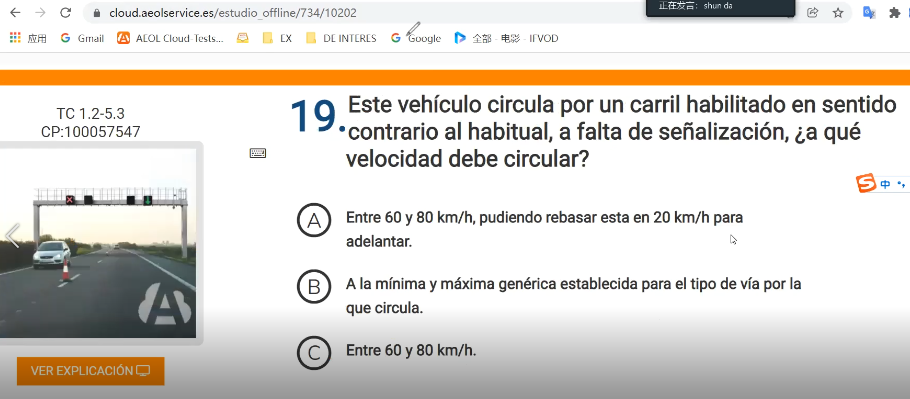 正在发言: shun da
cloud.aeolservice.es/estudio_offline/734/10202
应用 Gmail AEOL Cloud-Tests... EX DE INTERES Google 全部 - 电影 - IFVOD
TC 1.2-5.3
CP:100057547
19. Este vehículo circula por un carril habilitado en sentido
contrario al habitual, a falta de señalización, ¿a qué
velocidad debe circular?
中
A Entre 60 y 80 km/h, pudiendo rebasar esta en 20 km/h para
adelantar.
B A la mínima y máxima genérica establecida para el tipo de vía por la
que circula.
C Entre 60 y 80 km/h.
VER EXPLICACIÓN